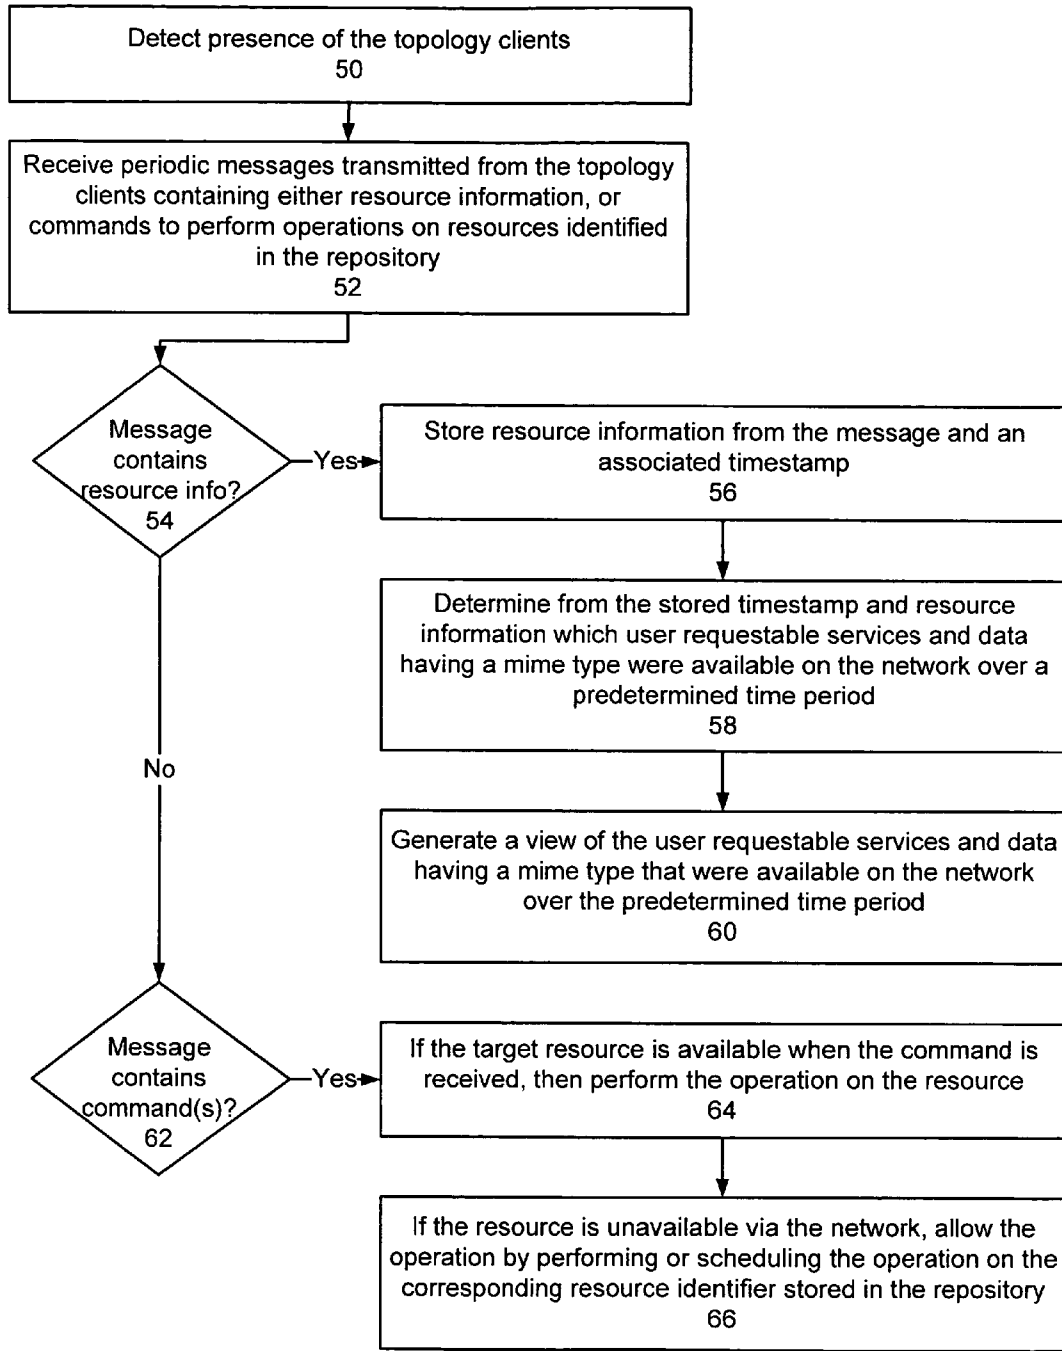 Detect presence of the topology clients
50
Receive periodic messages transmitted from the topology
clients containing either resource information, or
commands to perform operations on resources identified
in the repository
52
Message
contains
resource info?
54
Yes
Store resource information from the message and an
associated timestamp
56
Determine from the stored timestamp and resource
information which user requestable services and data
having a mime type were available on the network over a
predetermined time period
58
No
Generate a view of the user requestable services and data
having a mime type that were available on the network
over the predetermined time period
60
Message
contains
command(s)?
62
Yes
If the target resource is available when the command is
received, then perform the operation on the resource
64
If the resource is unavailable via the network, allow the
operation by performing or scheduling the operation on the
corresponding resource identifier stored in the repository
66